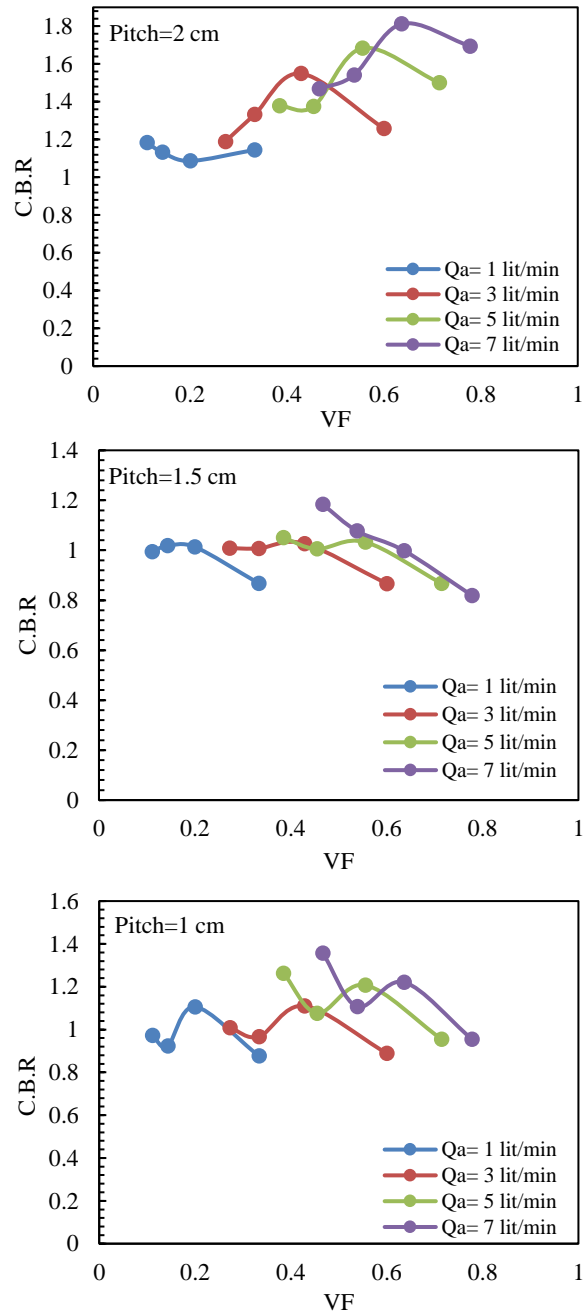 Pitch=2 cm
1.8
1.6
1.4
1.2
1
0.8
0.6
0.4
0.2
0
C.B.R
Qa= 1 lit/min
Qa= 3 lit/min
Qa= 5 lit/min
Qa= 7 lit/min
0 0.2 0.4 0.6 0.8 1
VF
Pitch=1.5 cm
1.4
1.2
1
0.8
0.6
0.4
0.2
0
C.B.R
Qa= 1 lit/min
Qa= 3 lit/min
Qa= 5 lit/min
Qa= 7 lit/min
0 0.2 0.4 0.6 0.8 1
VF
Pitch=1 cm
1.6
1.4
1.2
1
0.8
0.6
0.4
0.2
0
C.B.R
Qa= 1 lit/min
Qa= 3 lit/min
Qa= 5 lit/min
Qa= 7 lit/min
0 0.2 0.4 0.6 0.8 1
VF